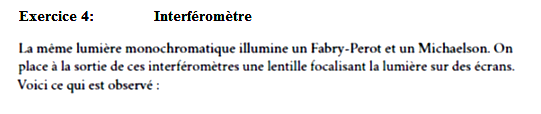 Exercice 4: Interféromètre
La même lumière monochromatique illumine un Fabry-Perot et un Michaelson. On
place à la sortie de ces interféromètres une lentille focalisant la lumière sur des écrans.
Voici ce qui est observé :